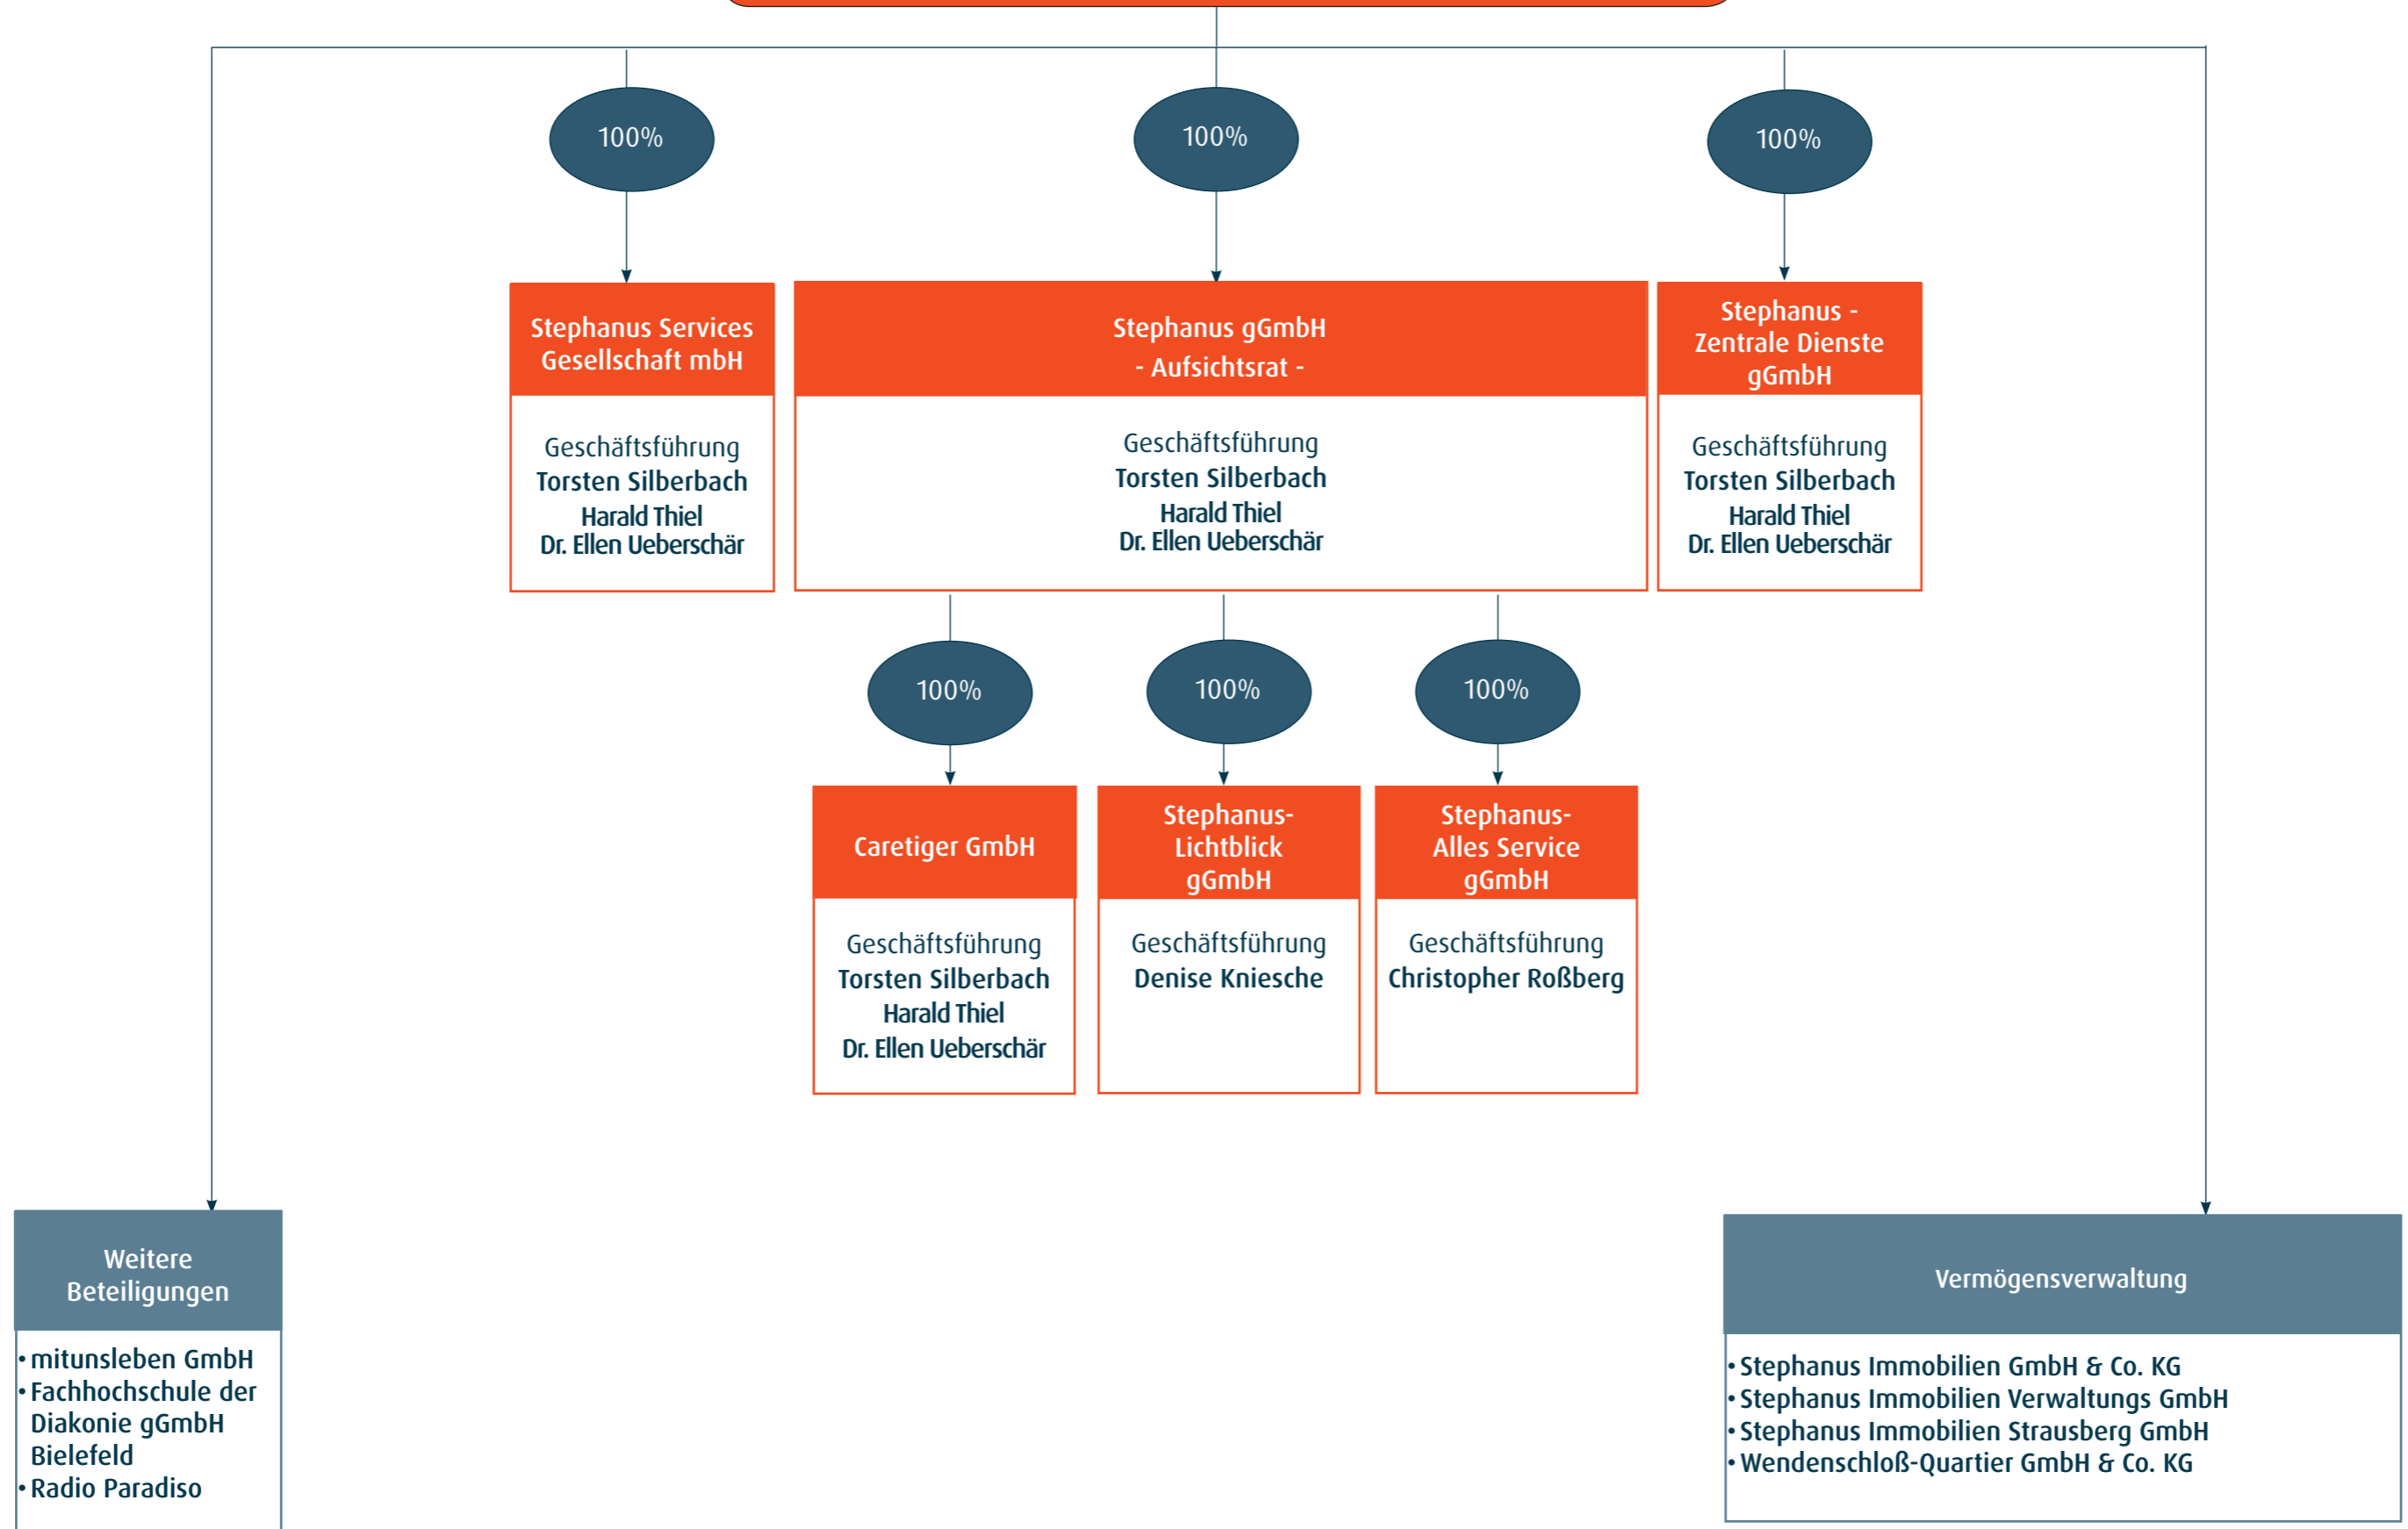 100%
100%
100%
Stephanus Services
Gesellschaft mbH
Geschäftsführung
Torsten Silberbach
Harald Thiel
Dr. Ellen Ueberschär
Stephanus gGmbH
- Aufsichtsrat -
Geschäftsführung
Torsten Silberbach
Harald Thiel
Dr. Ellen Ueberschär
Stephanus -
Zentrale Dienste
gGmbH
Geschäftsführung
Torsten Silberbach
Harald Thiel
Dr. Ellen Ueberschär
100%
100%
100%
Caretiger GmbH
Geschäftsführung
Torsten Silberbach
Harald Thiel
Dr. Ellen Ueberschär
Stephanus-
Lichtblick
gGmbH
Geschäftsführung
Denise Kniesche
Stephanus-
Alles Service
gGmbH
Geschäftsführung
Christopher Roßberg
Weitere
Beteiligungen
• mitunsleben GmbH
• Fachhochschule der
Diakonie gGmbH
Bielefeld
• Radio Paradiso
Vermögensverwaltung
• Stephanus Immobilien GmbH & Co. KG
• Stephanus Immobilien Verwaltungs GmbH
• Stephanus Immobilien Strausberg GmbH
• Wendenschloß-Quartier GmbH & Co. KG